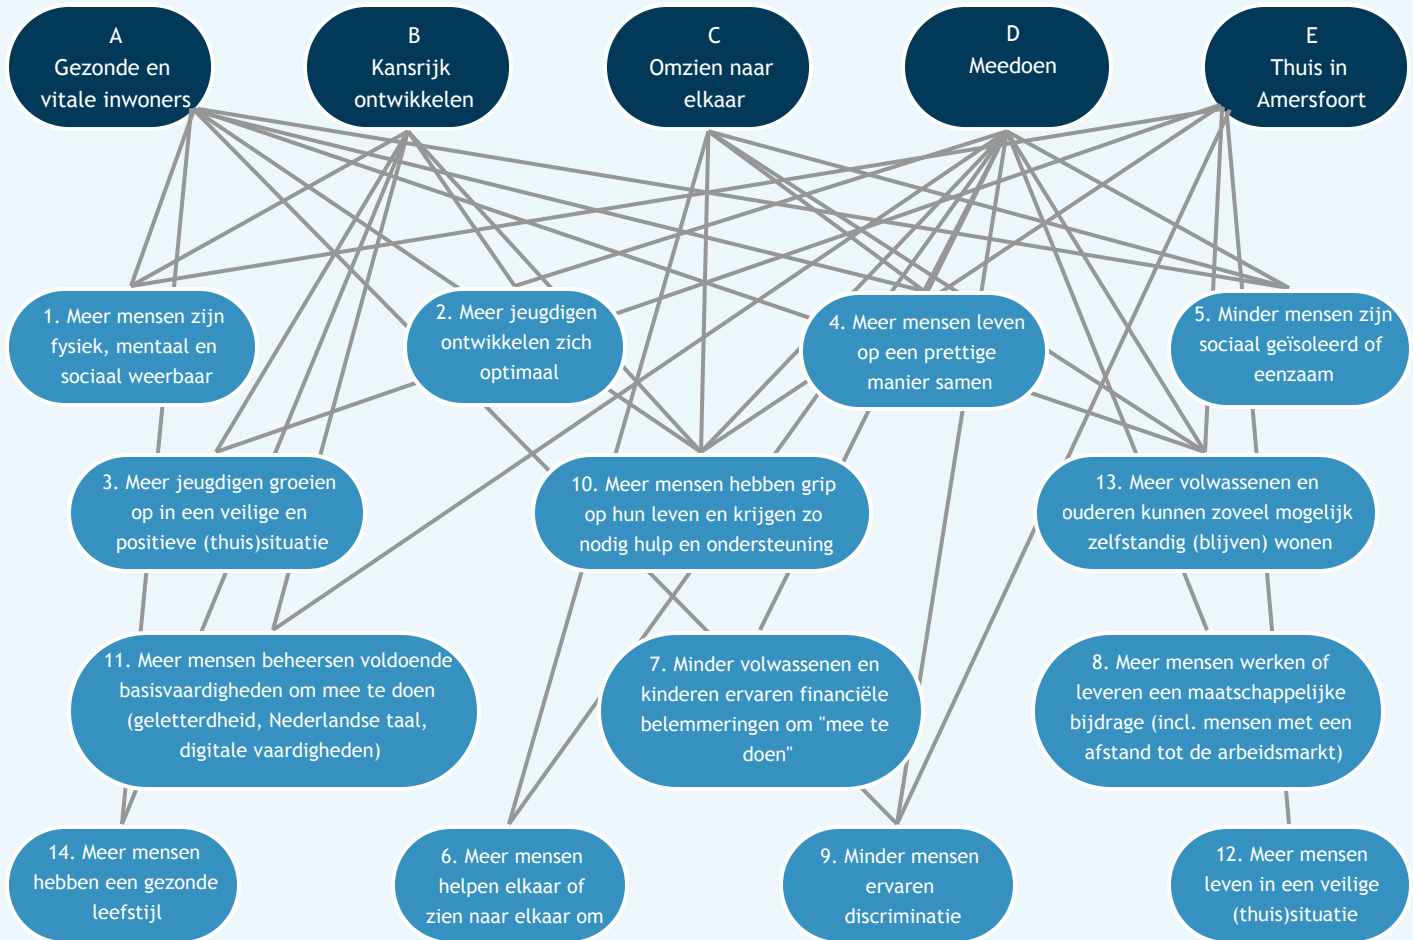 A
Gezonde en
vitale inwoners
B
Kansrijk
ontwikkelen
C
Omzien naar
elkaar
D
Meedoen
E
Thuis in
Amersfoort
1. Meer mensen zijn
fysiek, mentaal en
sociaal weerbaar
2. Meer jeugdigen
ontwikkelen zich
optimaal
4. Meer mensen leven
op een prettige
manier samen
5. Minder mensen zijn
sociaal geïsoleerd of
eenzaam
3. Meer jeugdigen groeien
op in een veilige en
positieve (thuis)situatie
10. Meer mensen hebben grip
op hun leven en krijgen zo
nodig hulp en ondersteuning
13. Meer volwassenen en
ouderen kunnen zoveel mogelijk
zelfstandig (blijven) wonen
11. Meer mensen beheersen voldoende
basisvaardigheden om mee te doen
(geletterdheid, Nederlandse taal,
digitale vaardigheden)
7. Minder volwassenen en
kinderen ervaren financiële
belemmeringen om "mee te
doen"
8. Meer mensen werken of
leveren een maatschappelijke
bijdrage (incl. mensen met een
afstand tot de arbeidsmarkt)
14. Meer mensen
hebben een gezonde
leefstijl
6. Meer mensen
helpen elkaar of
zien naar elkaar om
9. Minder mensen
ervaren
discriminatie
12. Meer mensen
leven in een veilige
(thuis)situatie